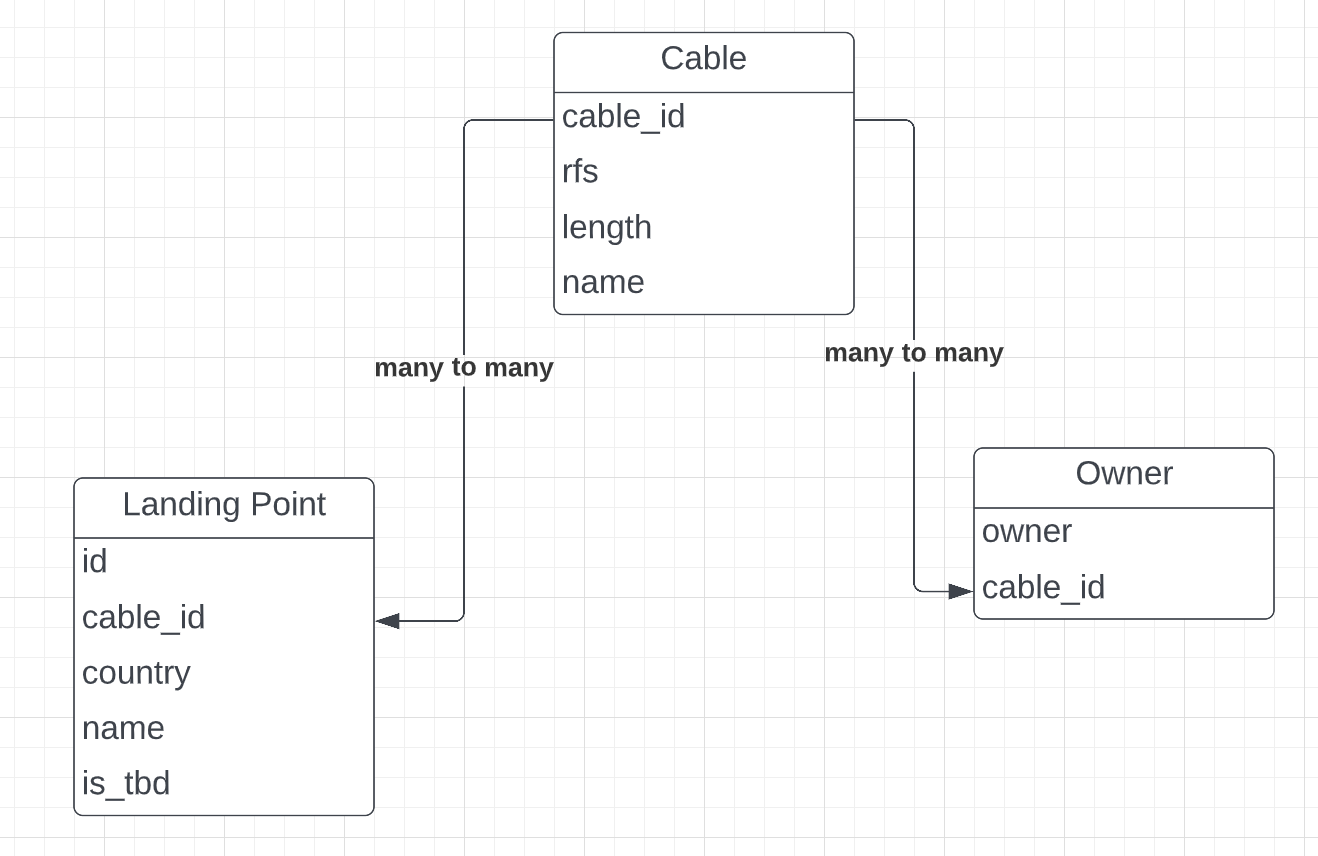 Cable
cable_id
rfs
length
name
many to many
many to many
Landing Point
id
cable_id
country
name
is_tbd
Owner
owner
cable_id